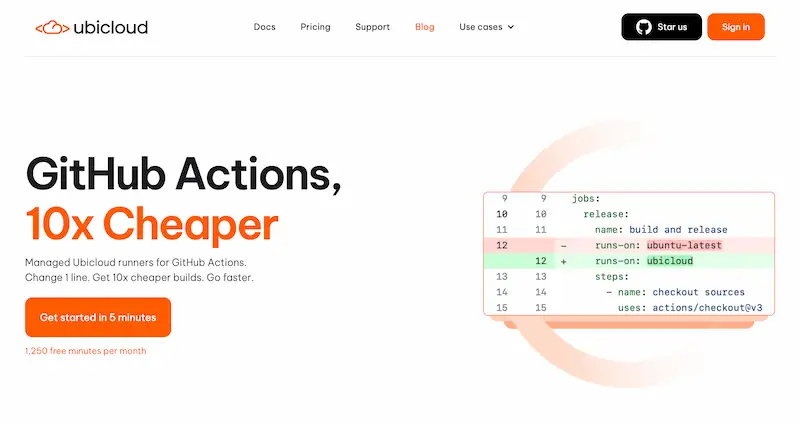 ubicloud
Docs Pricing Support Blog Use cases
Star us Sign in
GitHub Actions,
10x Cheaper
Managed Ubicloud runners for GitHub Actions.
Change 1 line. Get 10x cheaper builds. Go faster.
Get started in 5 minutes
1,250 free minutes per month
9 9 jobs:
10 10 release:
11 11 name: build and release
12 - runs-on: ubuntu-latest
12 + runs-on: ubicloud
13 13 steps:
14 14 - name: checkout sources
15 15 uses: actions/checkout@v3